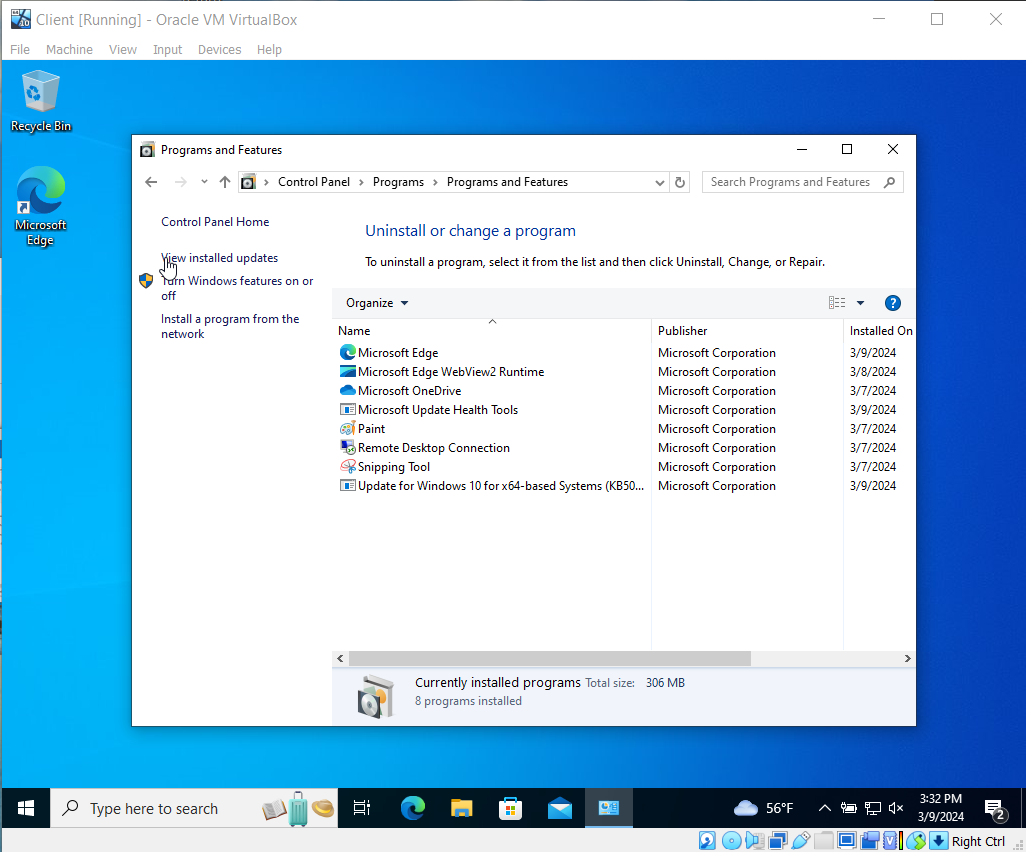 Client [Running] - Oracle VM VirtualBox
File Machine View Input Devices Help
Recycle Bin
Microsoft
Edge
Programs and Features
Control Panel Programs Programs and Features
Search Programs and Features
Control Panel Home
View installed updates
Turn Windows features on or
off
Install a program from the
network
Uninstall or change a program
To uninstall a program, select it from the list and then click Uninstall, Change, or Repair.
Organize
Name Publisher Installed On
Microsoft Edge Microsoft Corporation 3/9/2024
Microsoft Edge WebView2 Runtime Microsoft Corporation 3/8/2024
Microsoft OneDrive Microsoft Corporation 3/7/2024
Microsoft Update Health Tools Microsoft Corporation 3/9/2024
Paint Microsoft Corporation 3/7/2024
Remote Desktop Connection Microsoft Corporation 3/7/2024
Snipping Tool Microsoft Corporation 3/7/2024
Update for Windows 10 for x64-based Systems (KB50... Microsoft Corporation 3/9/2024
Currently installed programs Total size: 306 MB
8 programs installed
Type here to search
56°F
3:32 PM
3/9/2024
2
Right Ctrl